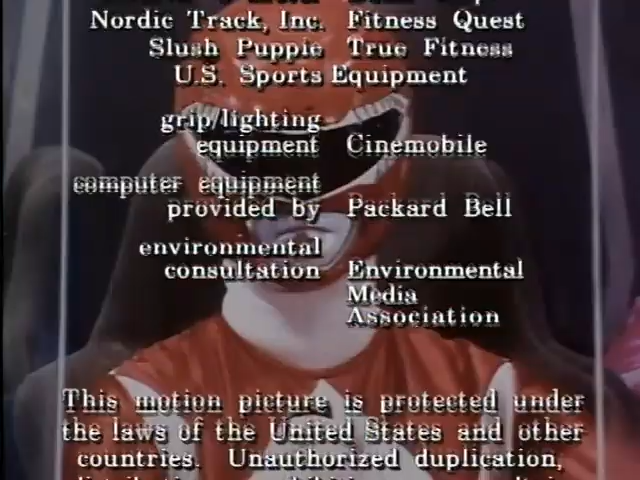 Nordic Track, Inc. Fitness Quest
Slush Puppie True Fitness
U.S. Sports Equipment
grip/lighting
equipment Cinemobile
computer equipment
provided by Packard Bell
environmental
consultation Environmental
Media
Association
This motion picture is protected under
the laws of the United States and other
countries. Unauthorized duplication,